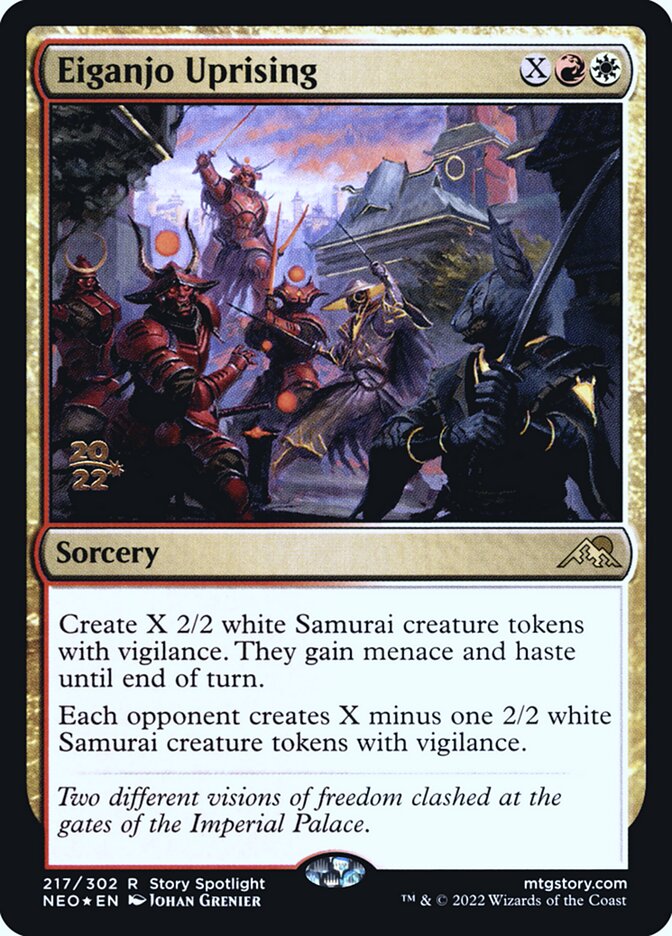 Eiganjo Uprising X
20
22
Sorcery
Create X 2/2 white Samurai creature tokens
with vigilance. They gain menace and haste
until end of turn.
Each opponent creates X minus one 2/2 white
Samurai creature tokens with vigilance.
Two different visions of freedom clashed at the
gates of the Imperial Palace.
217/302 R Story Spotlight mtgstory.com
NEO★EN Johan Grenier ™ & © 2022 Wizards of the Coast